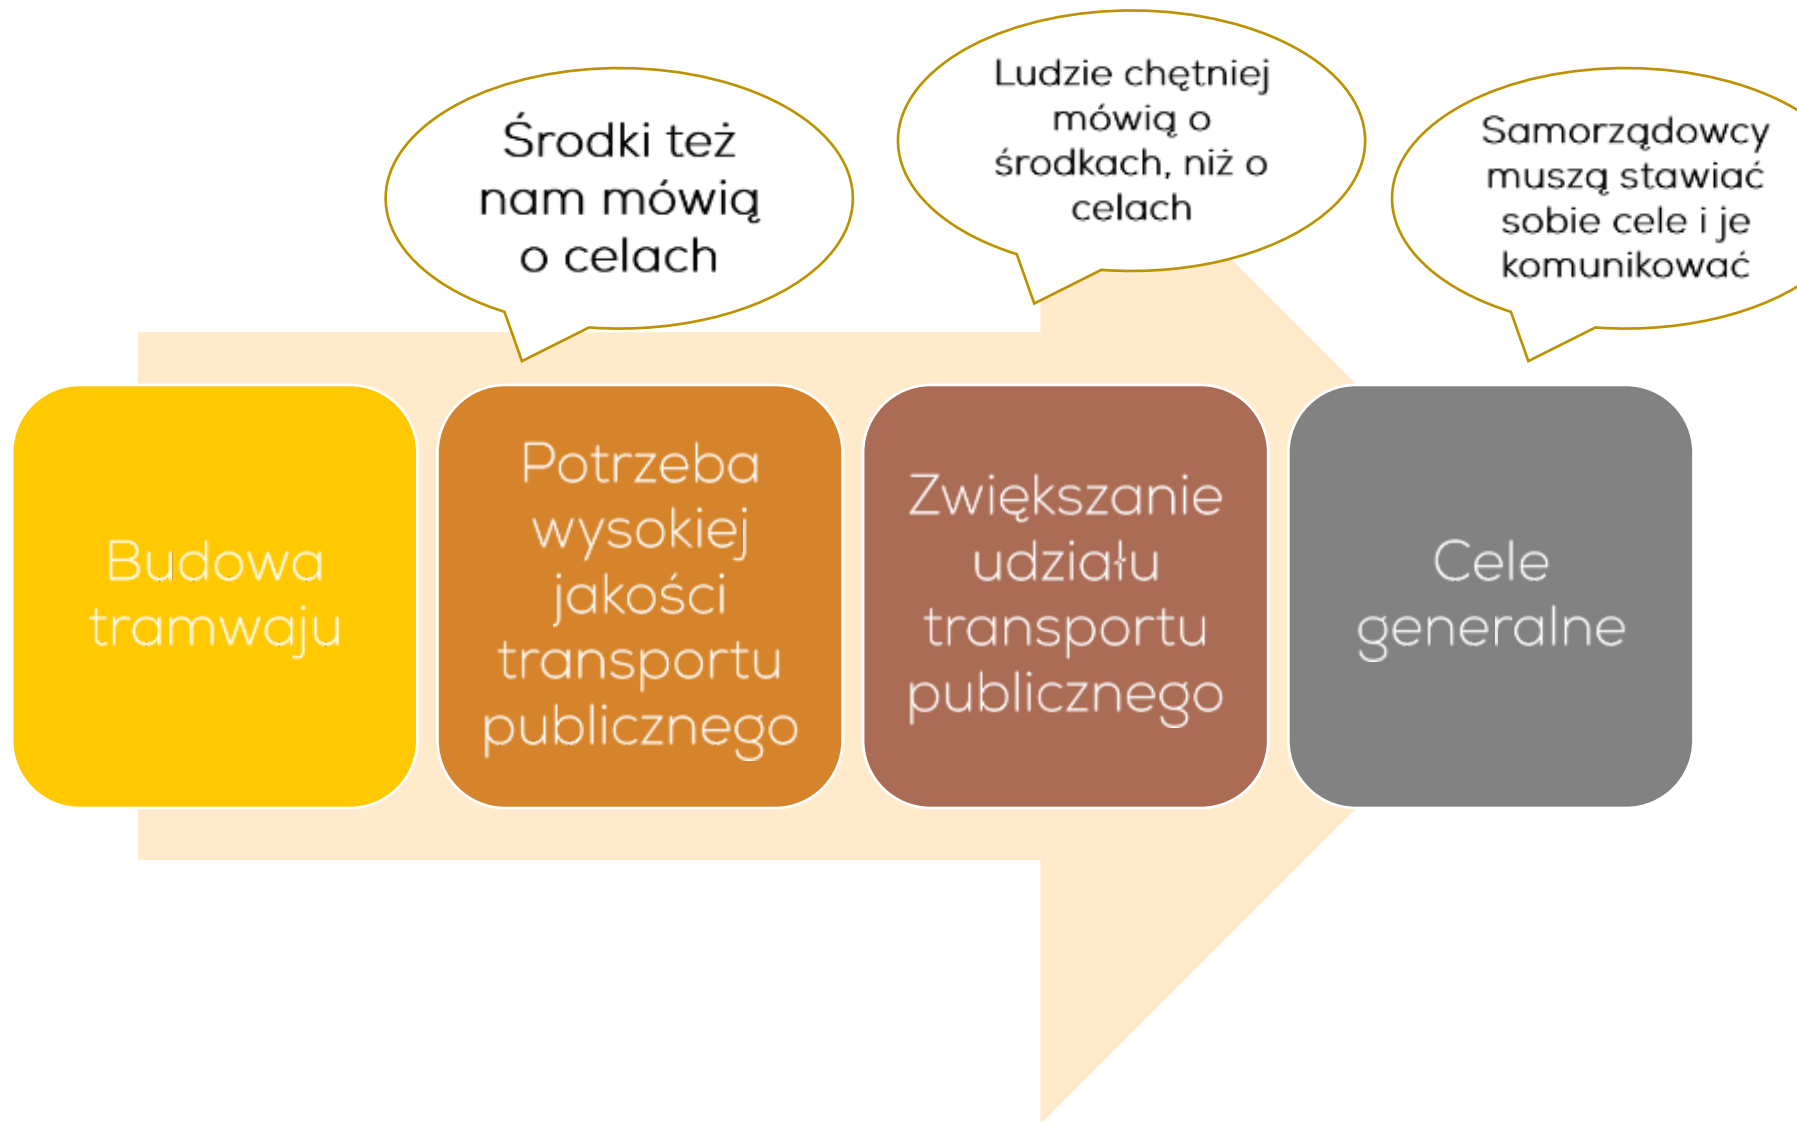 Środki też
nam mówią
o celach
Ludzie chętniej
mówią o
środkach, niż o
celach
Samorządowcy
muszą stawiać
sobie cele i je
komunikować
Budowa
tramwaju
Potrzeba
wysokiej
jakości
transportu
publicznego
Zwiększanie
udziału
transportu
publicznego
Cele
generalne